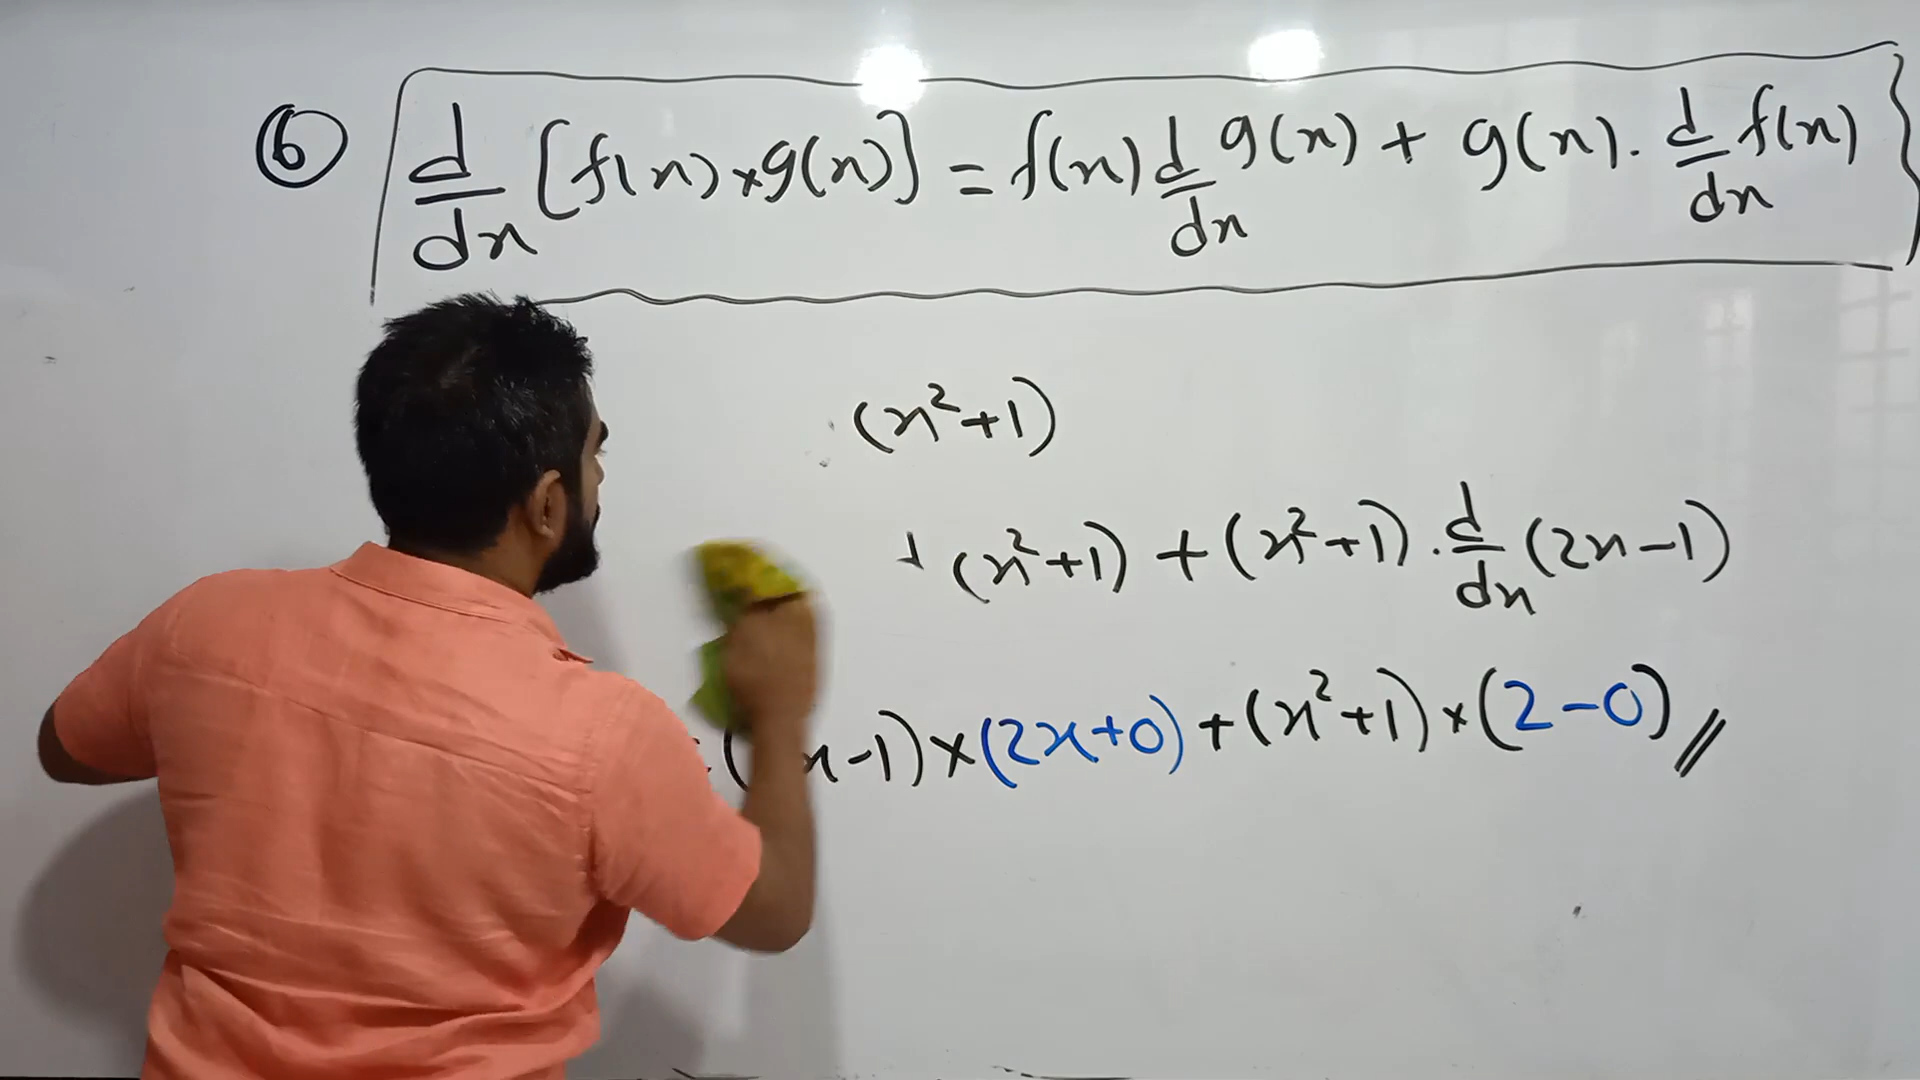 ⑥ d/dx [f(x)×g(x)] = f(x) d/dx g(x) + g(x). d/dx f(x)
(x²+1)
(x²+1) + (x²+1). d/dx (2x-1)
x-1)×(2x+0)+(x²+1)×(2-0)//